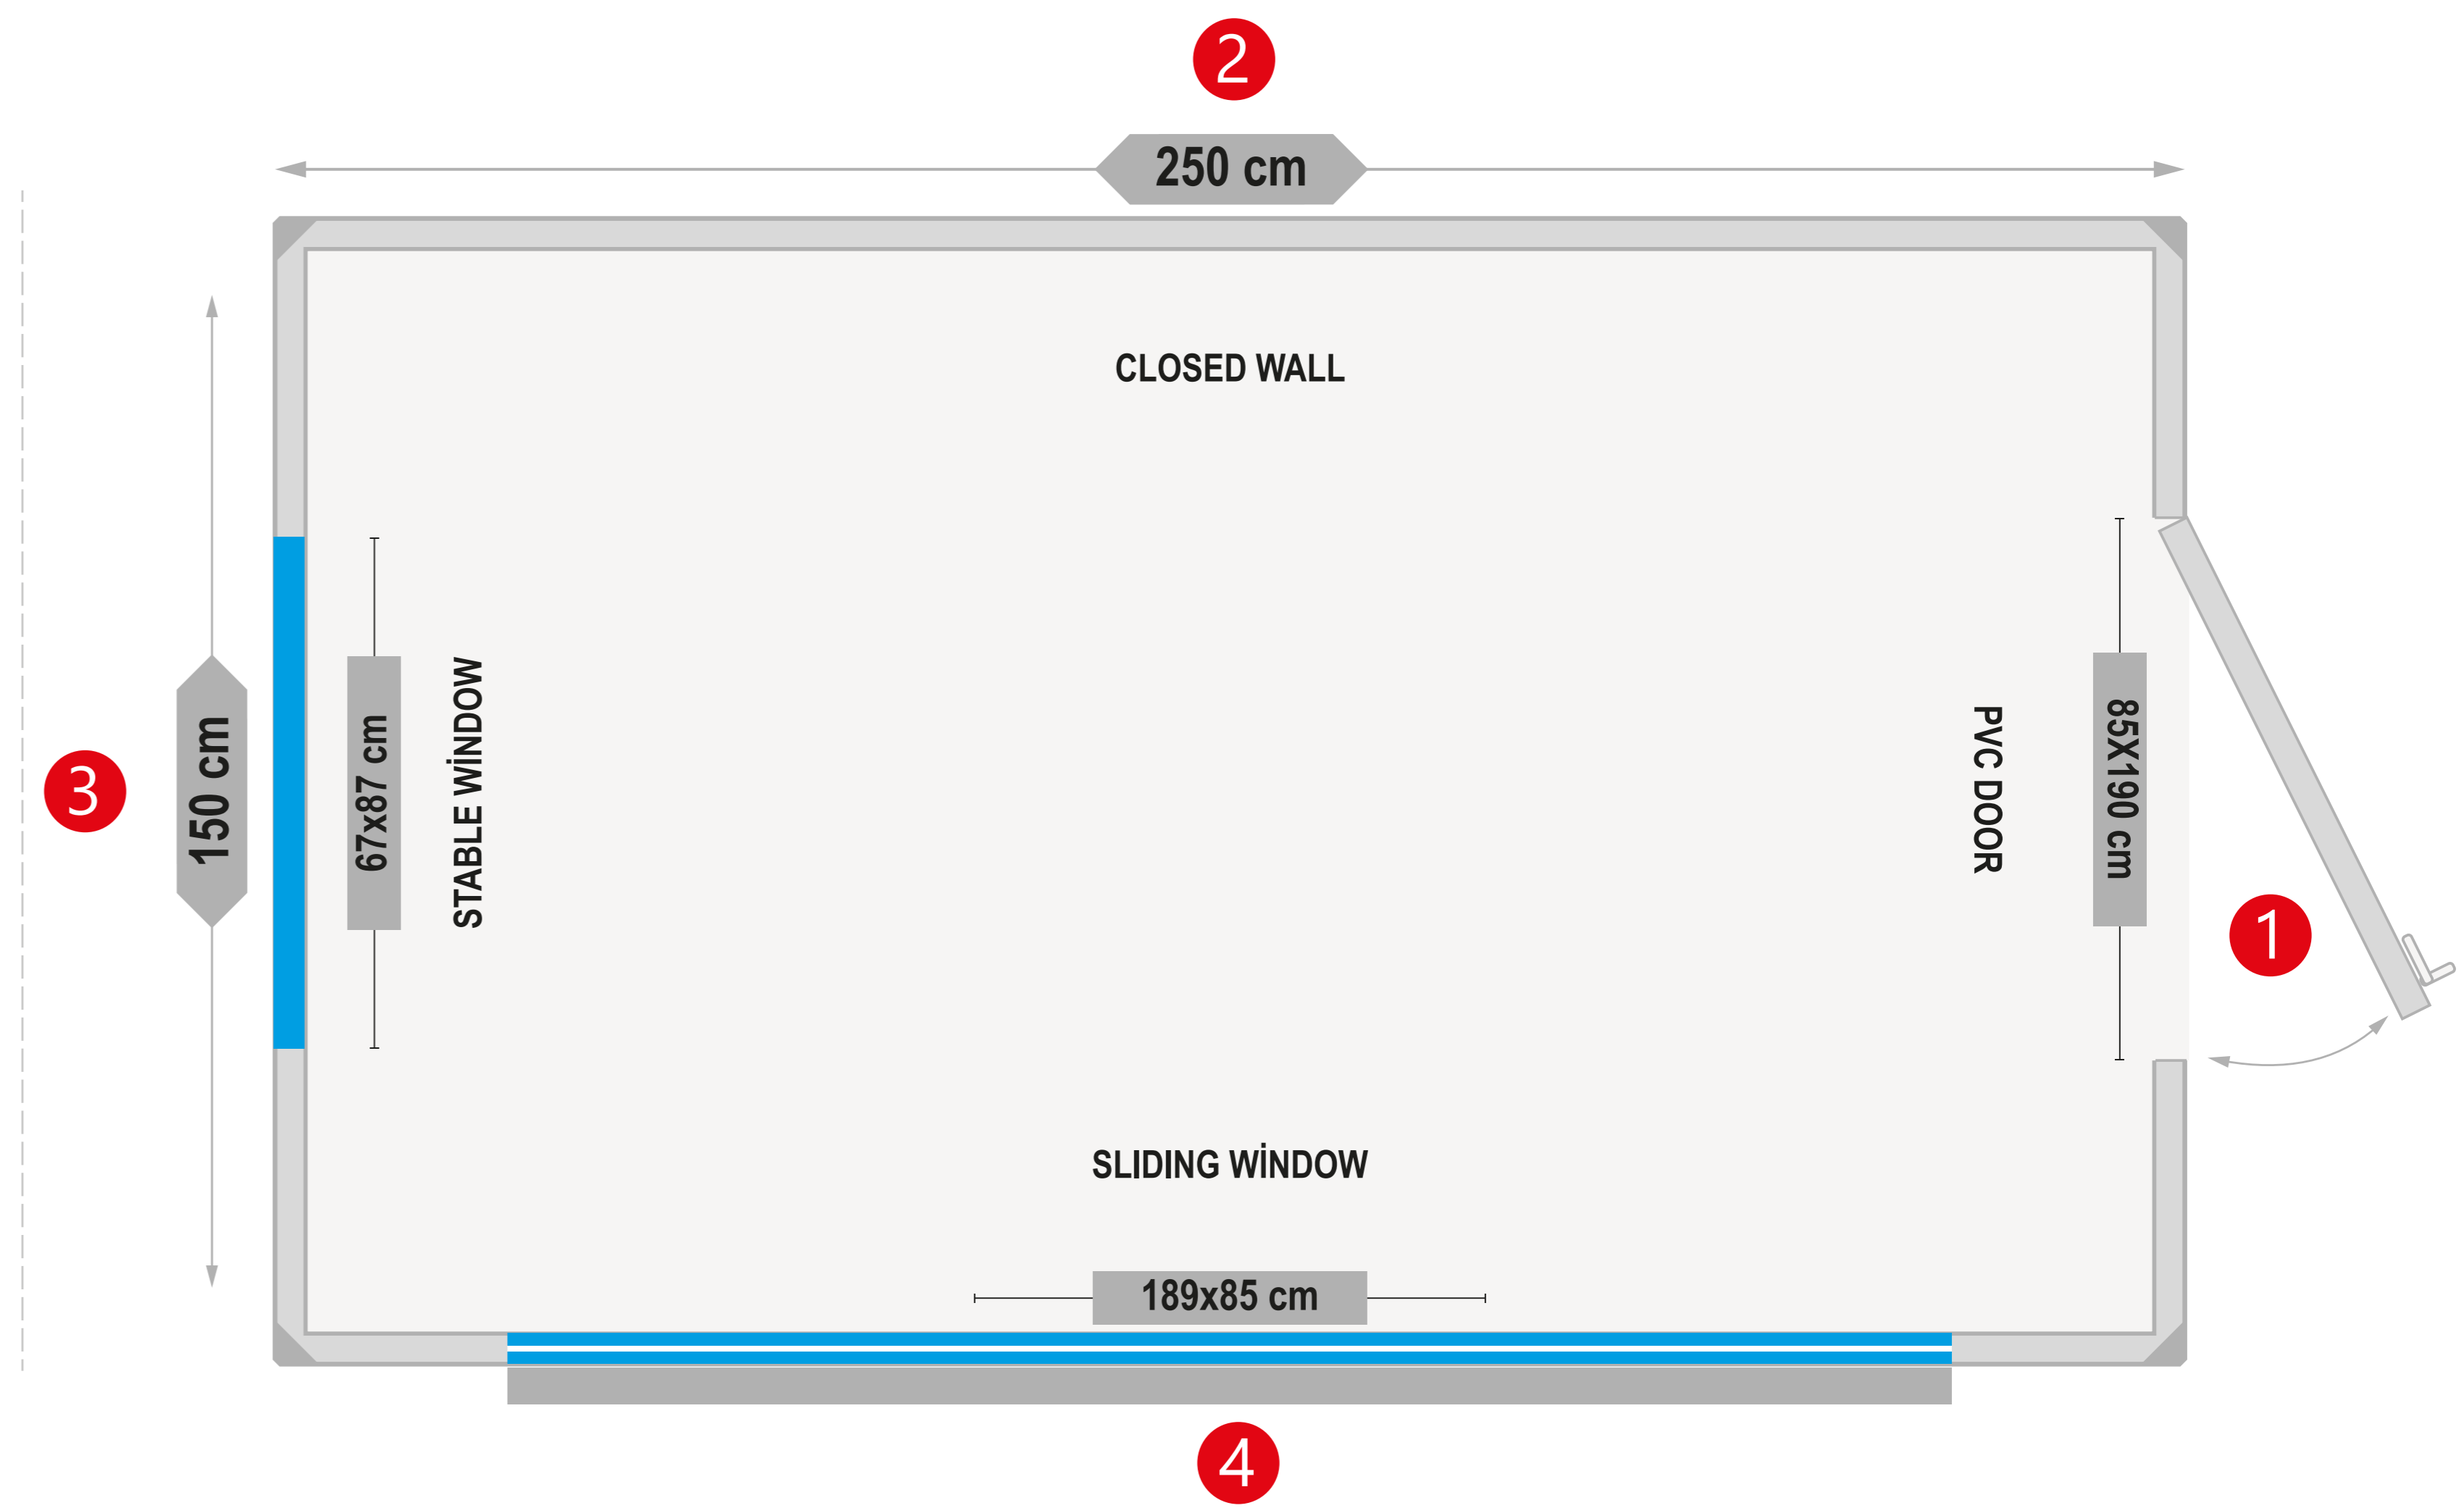 2
250 cm
CLOSED WALL
3
150 cm
67x87 cm
STABLE WİNDOW
PVC DOOR
85X190 cm
1
SLIDING WİNDOW
189x85 cm
4